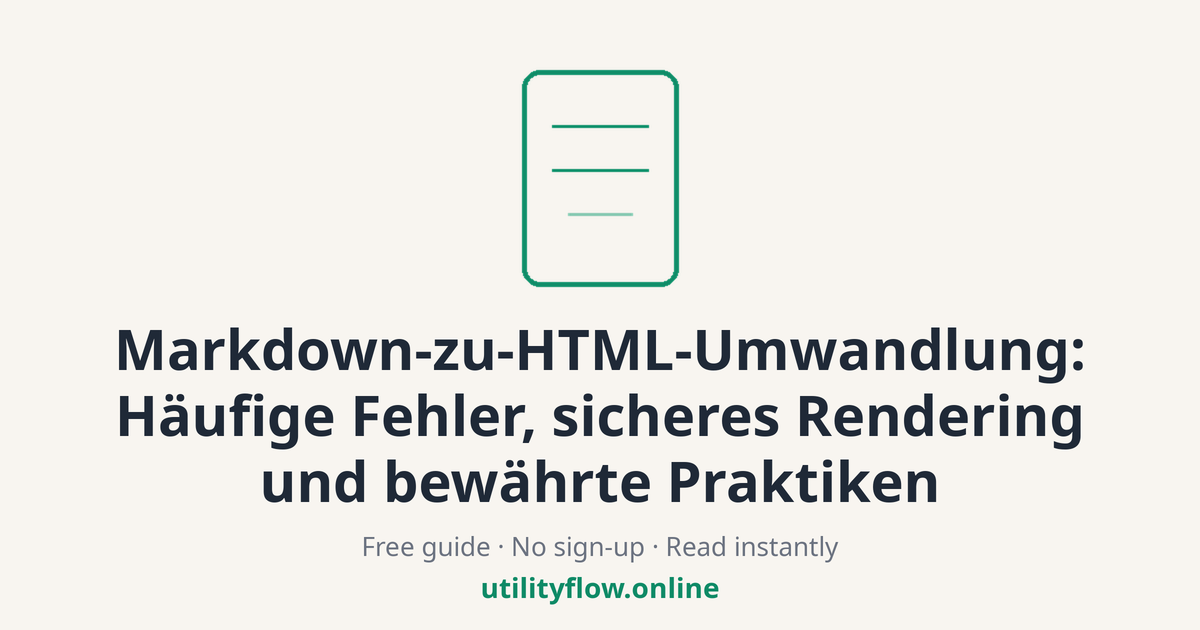 Markdown-zu-HTML-Umwandlung:
Häufige Fehler, sicheres Rendering
und bewährte Praktiken
Free guide · No sign-up · Read instantly
utilityflow.online